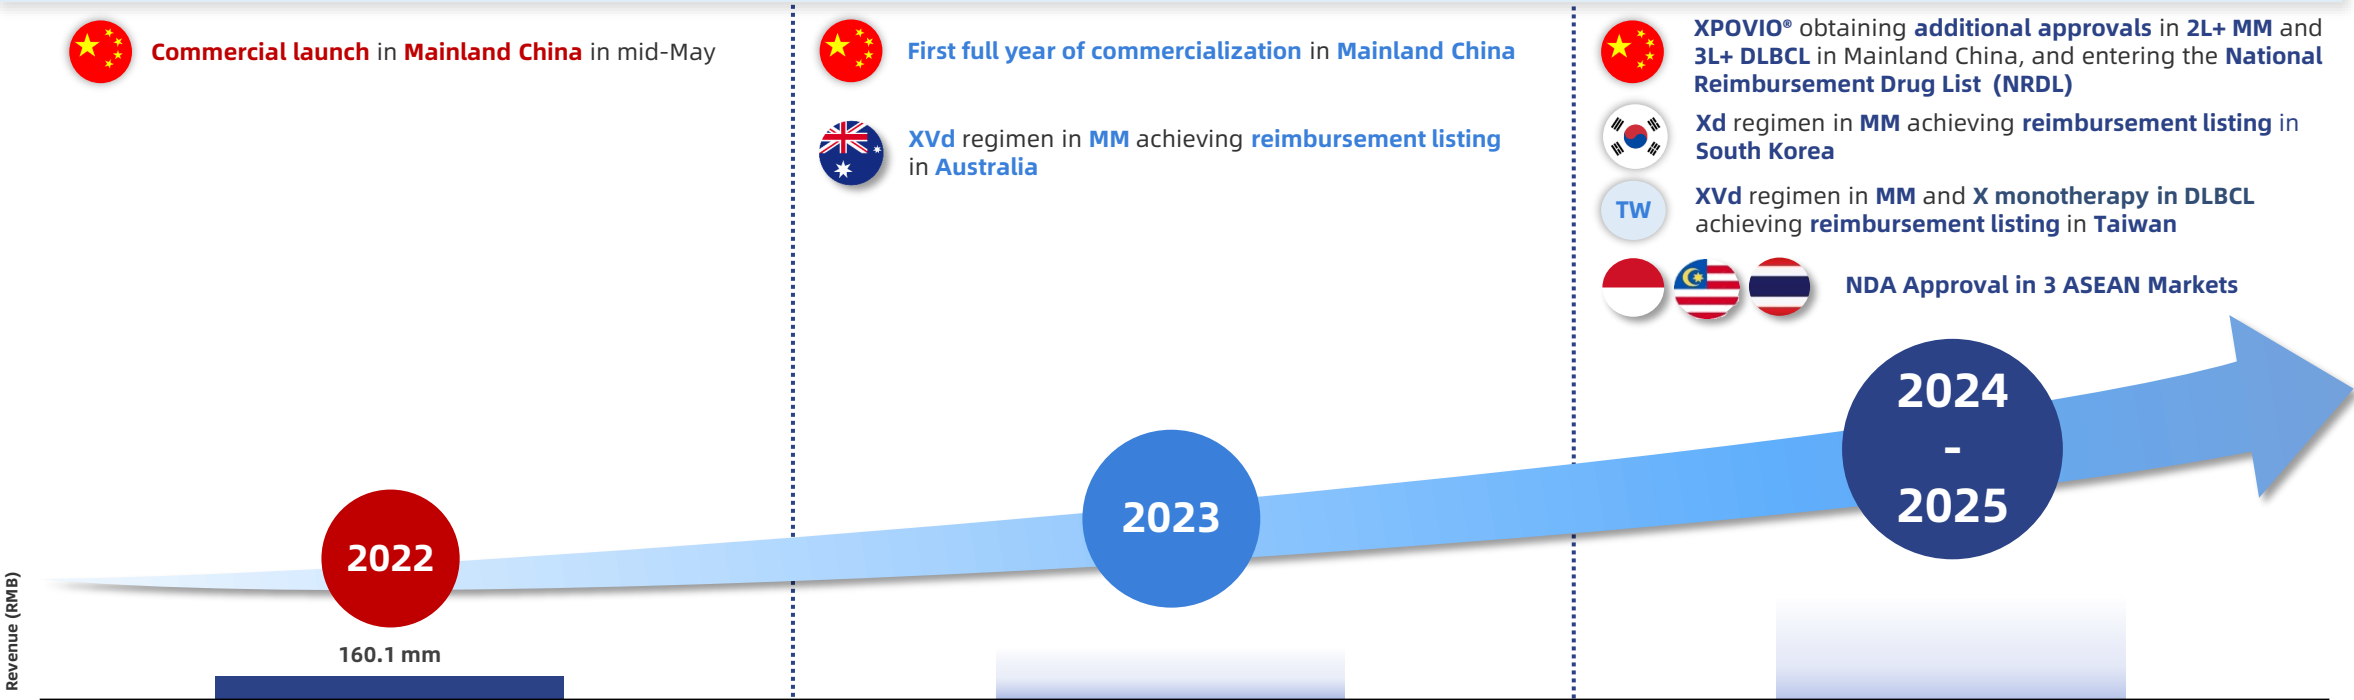 Commercial launch in Mainland China in mid-May
First full year of commercialization in Mainland China
XVd regimen in MM achieving reimbursement listing
in Australia
XPOVIO® obtaining additional approvals in 2L+ MM and
3L+ DLBCL in Mainland China, and entering the National
Reimbursement Drug List (NRDL)
Xd regimen in MM achieving reimbursement listing in
South Korea
TW
XVd regimen in MM and X monotherapy in DLBCL
achieving reimbursement listing in Taiwan
NDA Approval in 3 ASEAN Markets
2022
2023
2024
-
2025
Revenue (RMB)
160.1 mm